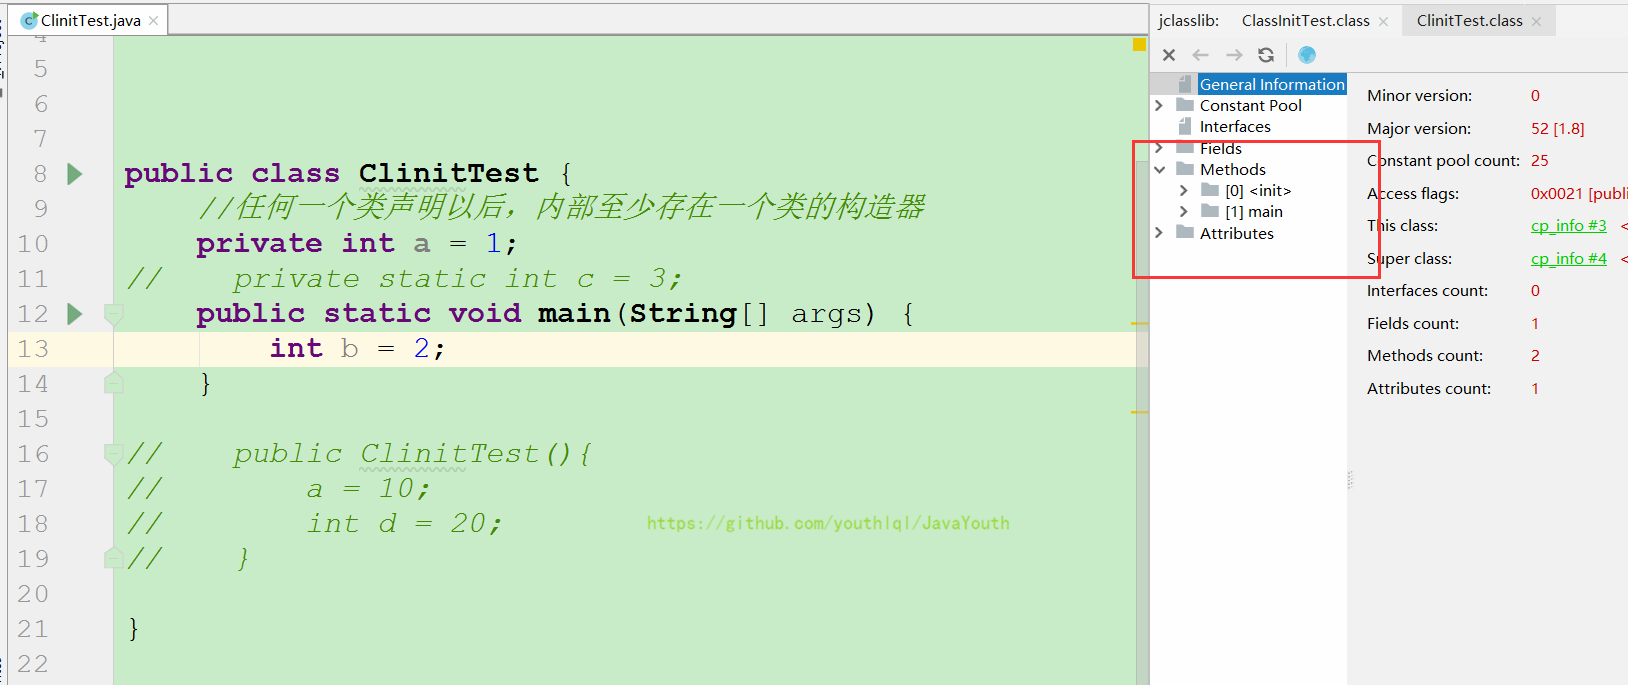 ClinitTest.java
jclasslib: ClassInitTest.class ClinitTest.class
4
5
6
7
8 public class ClinitTest {
9 //任何一个类声明以后，内部至少存在一个类的构造器
10 private int a = 1;
11 // private static int c = 3;
12 public static void main(String[] args) {
13 int b = 2;
14 }
15
16 // public ClinitTest(){
17 // a = 10;
18 // int d = 20;
19 // }
20
21 }
22
https://github.com/youthlql/JavaYouth
General Information
Constant Pool
Interfaces
Fields
Methods
[0] <init>
[1] main
Attributes
Minor version: 0
Major version: 52 [1.8]
Constant pool count: 25
Access flags: 0x0021 [publi
This class: cp_info #3 <
Super class: cp_info #4 <
Interfaces count: 0
Fields count: 1
Methods count: 2
Attributes count: 1